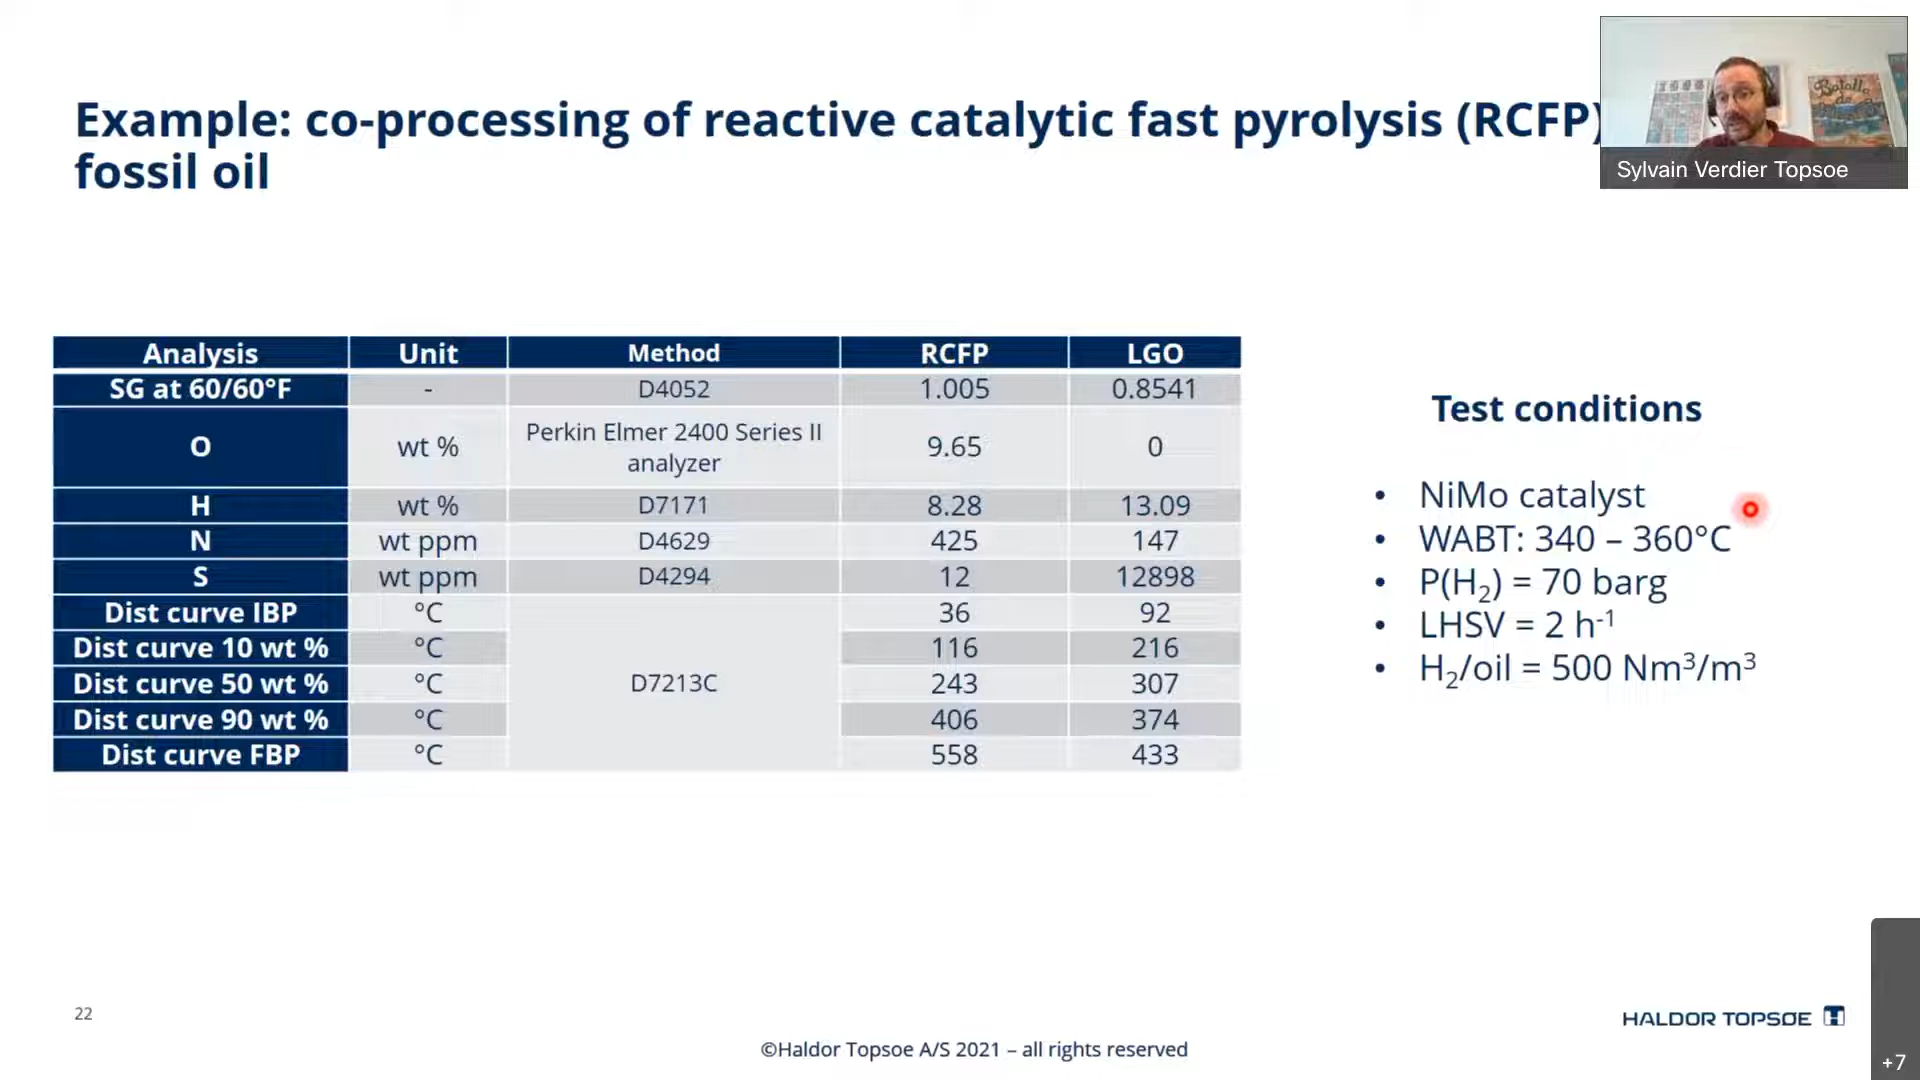 Example: co-processing of reactive catalytic fast pyrolysis (RCFP)
fossil oil
Sylvain Verdier Topsoe
Analysis Unit Method RCFP LGO
SG at 60/60°F - D4052 1.005 0.8541
O wt % Perkin Elmer 2400 Series II analyzer 9.65 0
H wt % D7171 8.28 13.09
N wt ppm D4629 425 147
S wt ppm D4294 12 12898
Dist curve IBP °C D7213C 36 92
Dist curve 10 wt % °C 116 216
Dist curve 50 wt % °C 243 307
Dist curve 90 wt % °C 406 374
Dist curve FBP °C 558 433
Test conditions
• NiMo catalyst
• WABT: 340 – 360°C
• P(H₂) = 70 barg
• LHSV = 2 h⁻¹
• H₂/oil = 500 Nm³/m³
22
HALDOR TOPSØE
©Haldor Topsoe A/S 2021 – all rights reserved
+7